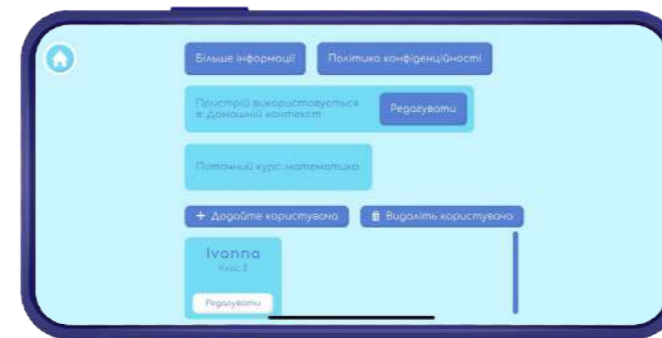 Більше інформації
Політика конфіденційності
Пристрій використовується
в: Домашній контекст
Редагувати
Поточний курс: математика
+ Додайте користувача
Видаліть користувача
Ivanna
Клас 2
Редагувати